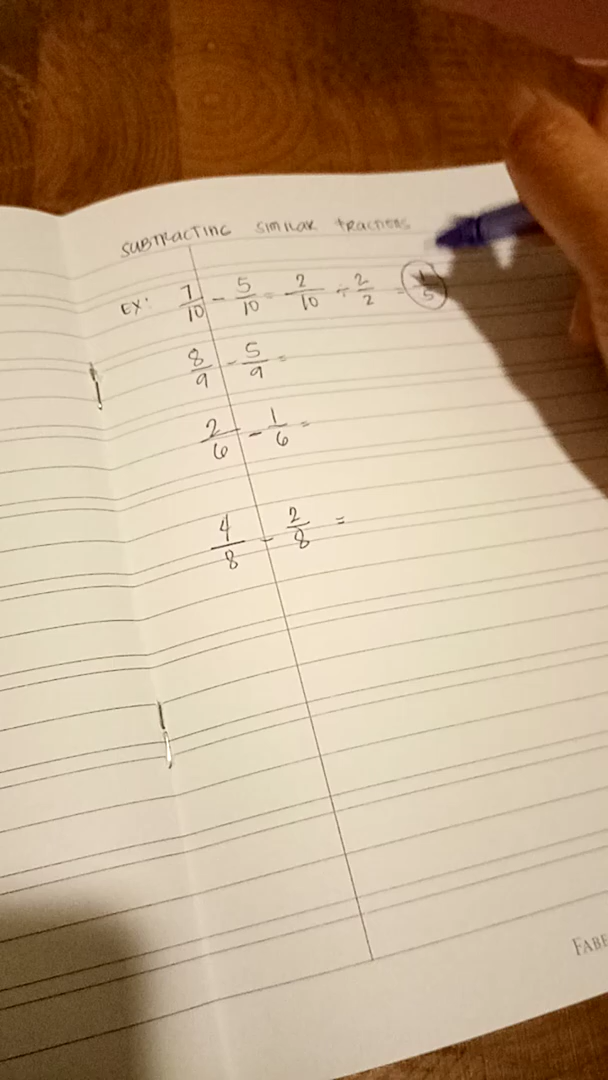 SUBTRACTING SIMILAR fractions
EX: 7/10 - 5/10 = 2/10 ÷ 2/2 = 1/5
8/9 - 5/9 =
2/6 - 1/6 =
4/8 - 2/8 =
FABE